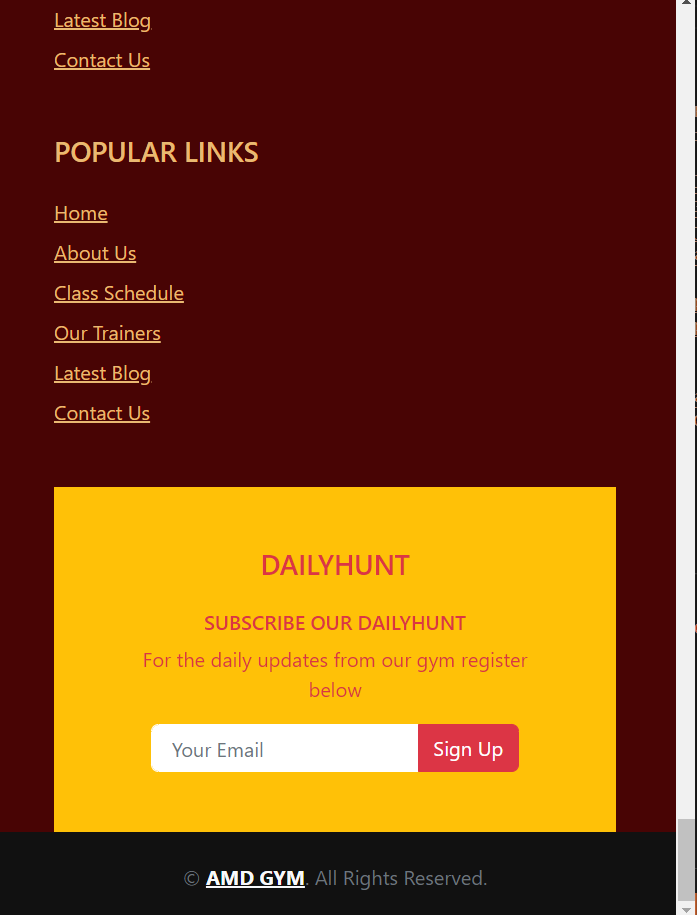 Latest Blog
Contact Us
POPULAR LINKS
Home
About Us
Class Schedule
Our Trainers
Latest Blog
Contact Us
DAILYHUNT
SUBSCRIBE OUR DAILYHUNT
For the daily updates from our gym register
below
Your Email Sign Up
© AMD GYM. All Rights Reserved.